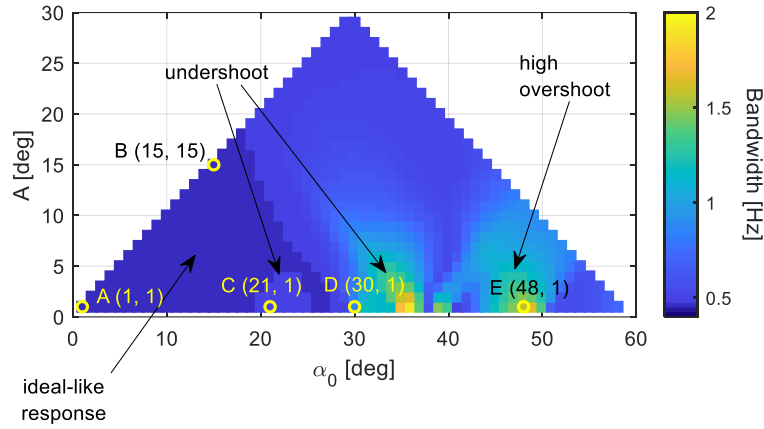 30
25
20
15
10
5
0
A [deg]
undershoot
high
overshoot
B (15, 15)
A (1, 1)
C (21, 1)
D (30, 1)
E (48, 1)
0
10
20
30
40
50
60
α0 [deg]
ideal-like
response
2
1.5
1
0.5
Bandwidth [Hz]